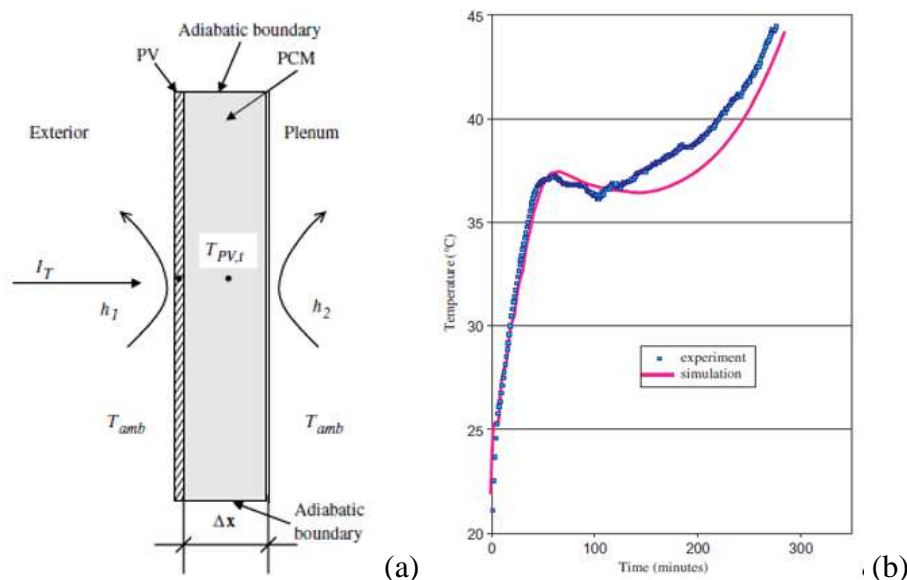 Adiabatic boundary
PV
PCM
Exterior
Plenum
T_PV,t
I_T
h_1
h_2
T_amb
T_amb
Adiabatic
boundary
Δx
(a)
45
40
35
30
25
20
Temperature (°C)
experiment
simulation
0
100
200
300
Time (minutes)
(b)